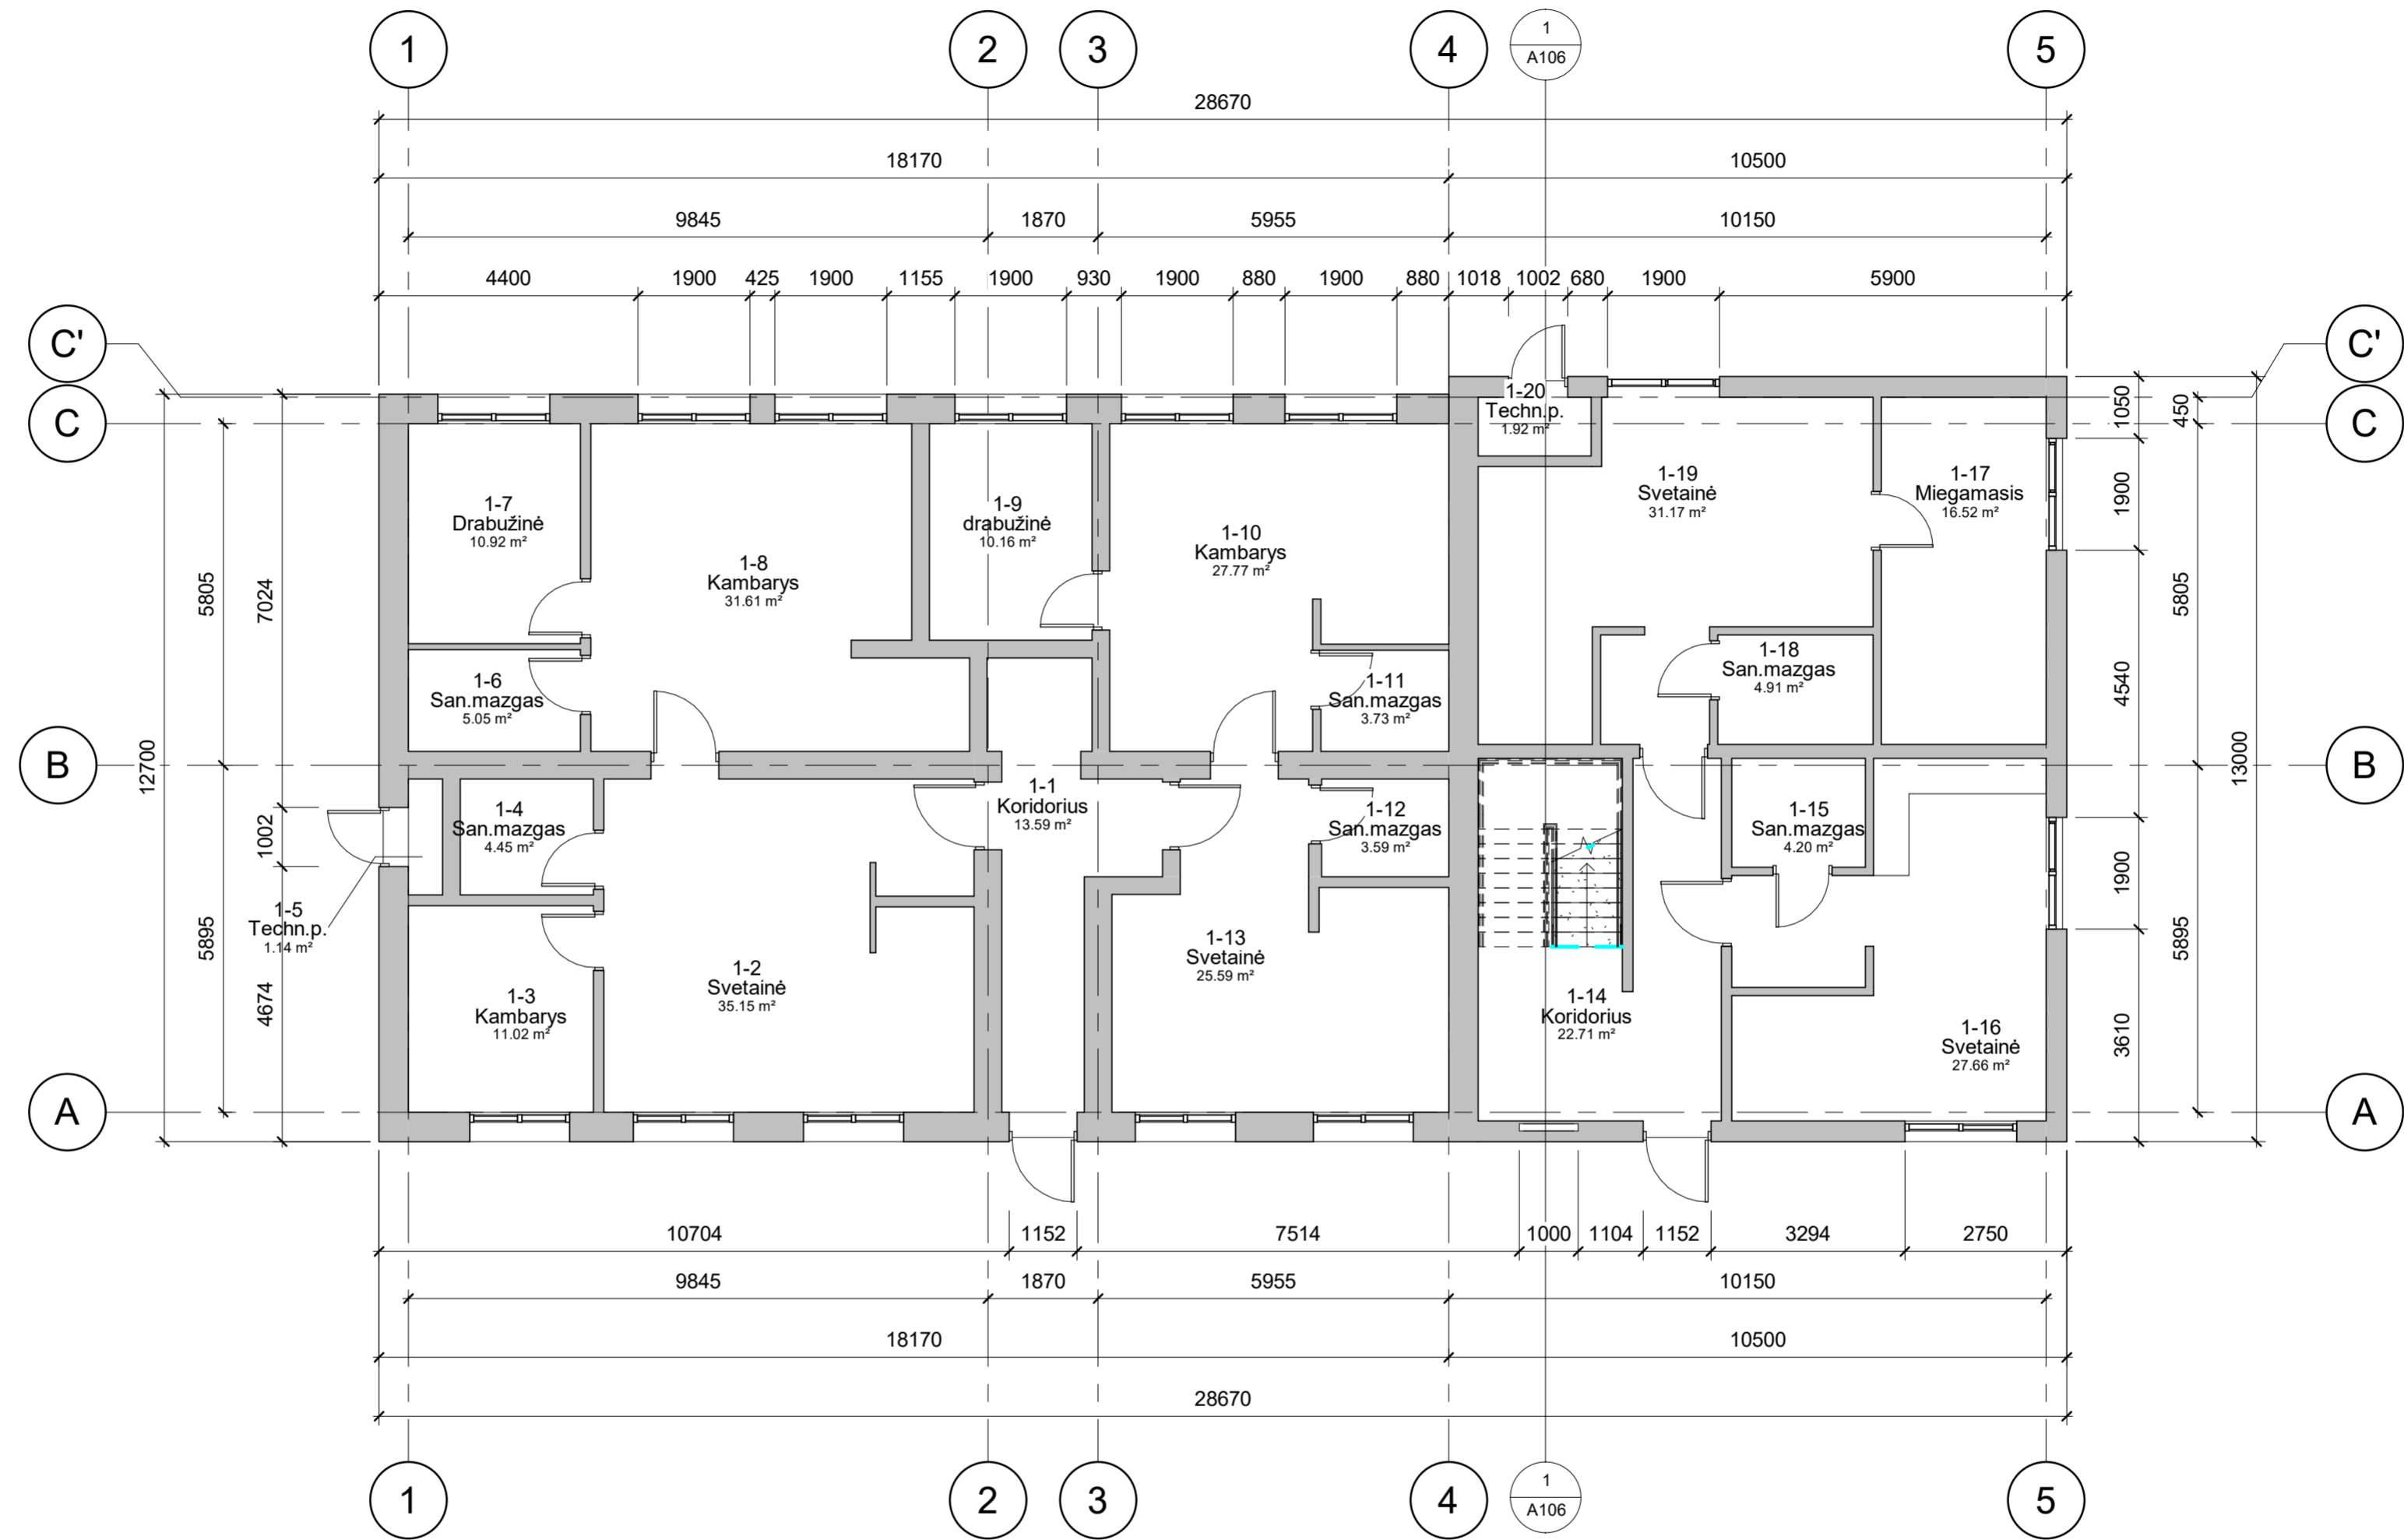 1
2
3
4
1
A106
5
28670
18170
10500
9845
1870
5955
10150
4400
1900
425
1900
1155
1900
930
1900
880
1900
880
1018
1002
680
1900
5900
C'
C'
C
C
1050
450
1900
5805
4540
13000
1900
5895
3610
12700
5805
7024
1002
5895
4674
1-20
Techn.p.
1.92 m²
1-7
Drabužinė
10.92 m²
1-8
Kambarys
31.61 m²
1-9
drabužinė
10.16 m²
1-10
Kambarys
27.77 m²
1-19
Svetainė
31.17 m²
1-17
Miegamasis
16.52 m²
1-6
San.mazgas
5.05 m²
1-11
San.mazgas
3.73 m²
1-18
San.mazgas
4.91 m²
B
B
1-4
San.mazgas
4.45 m²
1-1
Koridorius
13.59 m²
1-12
San.mazgas
3.59 m²
1-15
San.mazgas
4.20 m²
1-5
Techn.p.
1.14 m²
1-3
Kambarys
11.02 m²
1-2
Svetainė
35.15 m²
1-13
Svetainė
25.59 m²
1-14
Koridorius
22.71 m²
1-16
Svetainė
27.66 m²
A
A
10704
1152
7514
1000
1104
1152
3294
2750
9845
1870
5955
10150
18170
10500
28670
1
2
3
4
1
A106
5